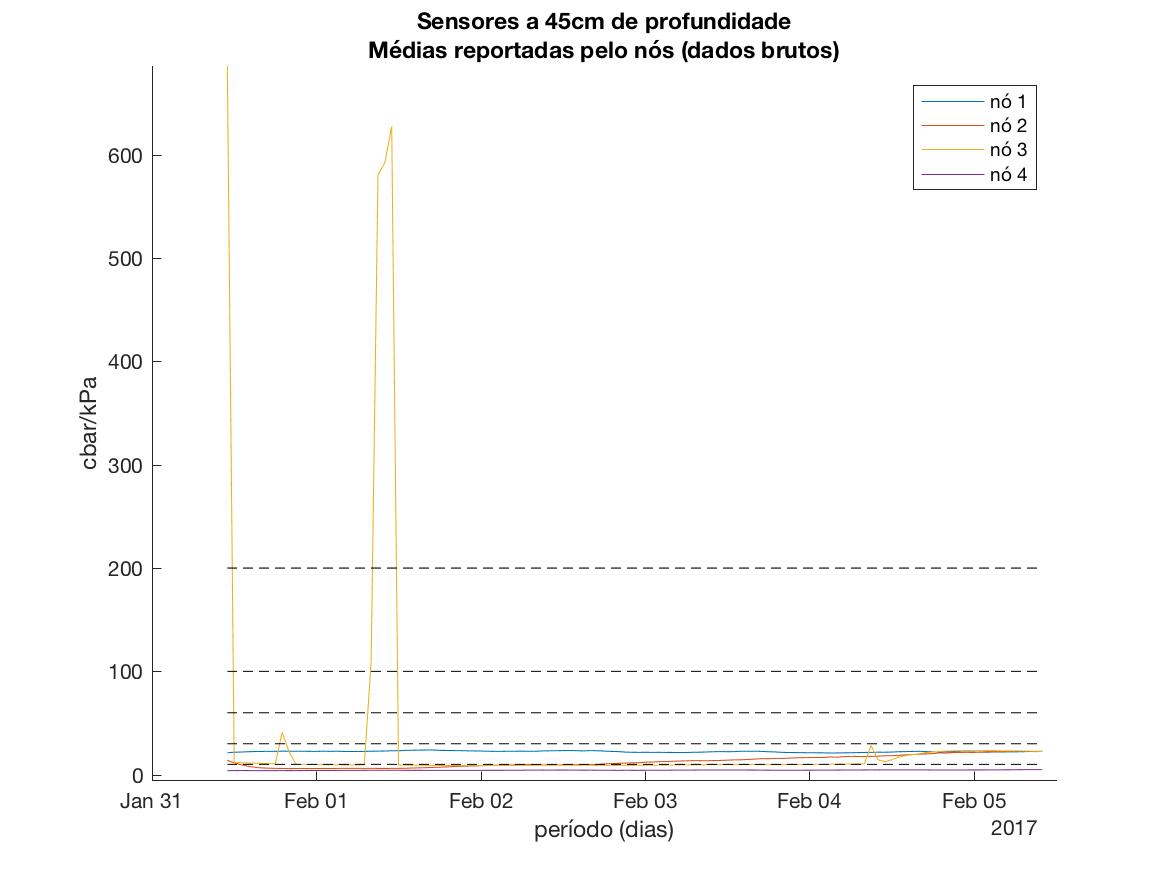 Sensores a 45cm de profundidade
Médias reportadas pelo nós (dados brutos)
nó 1
nó 2
nó 3
nó 4
600
500
400
300
200
100
0
cbar/kPa
Jan 31 Feb 01 Feb 02 Feb 03 Feb 04 Feb 05
2017
período (dias)